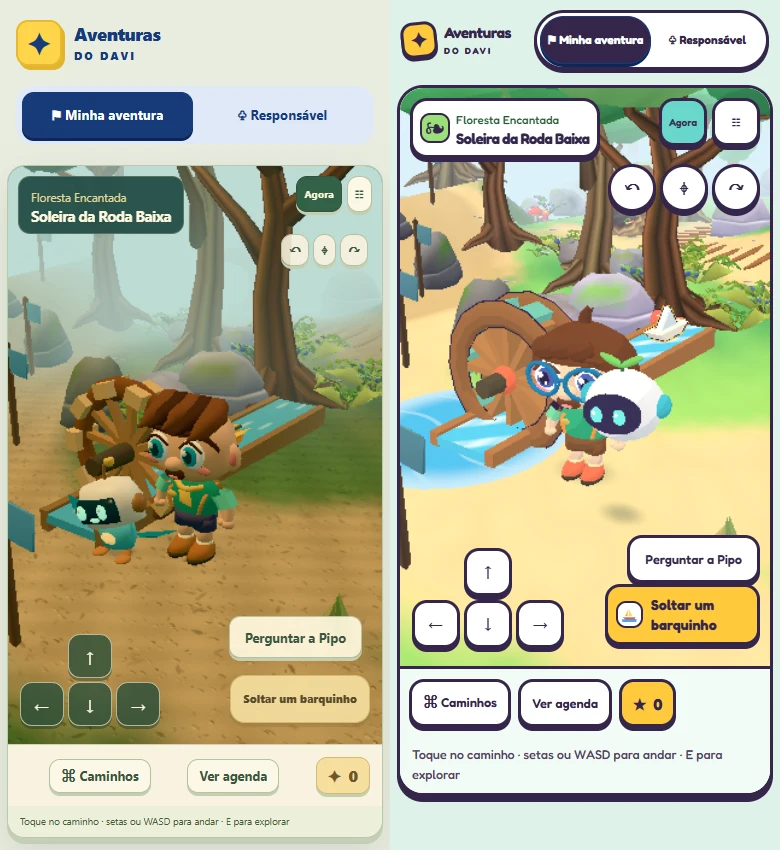 Aventuras
DO DAVI
Minha aventura
Responsável
Floresta Encantada
Soleira da Roda Baixa
Agora
Perguntar a Pipo
Soltar um barquinho
↑
← ↓ →
Caminhos
Ver agenda
0
Toque no caminho · setas ou WASD para andar · E para explorar
Aventuras
DO DAVI
Minha aventura
Responsável
Floresta Encantada
Soleira da Roda Baixa
Agora
Perguntar a Pipo
Soltar um
barquinho
↑
← ↓ →
Caminhos
Ver agenda
0
Toque no caminho · setas ou WASD para andar · E para
explorar